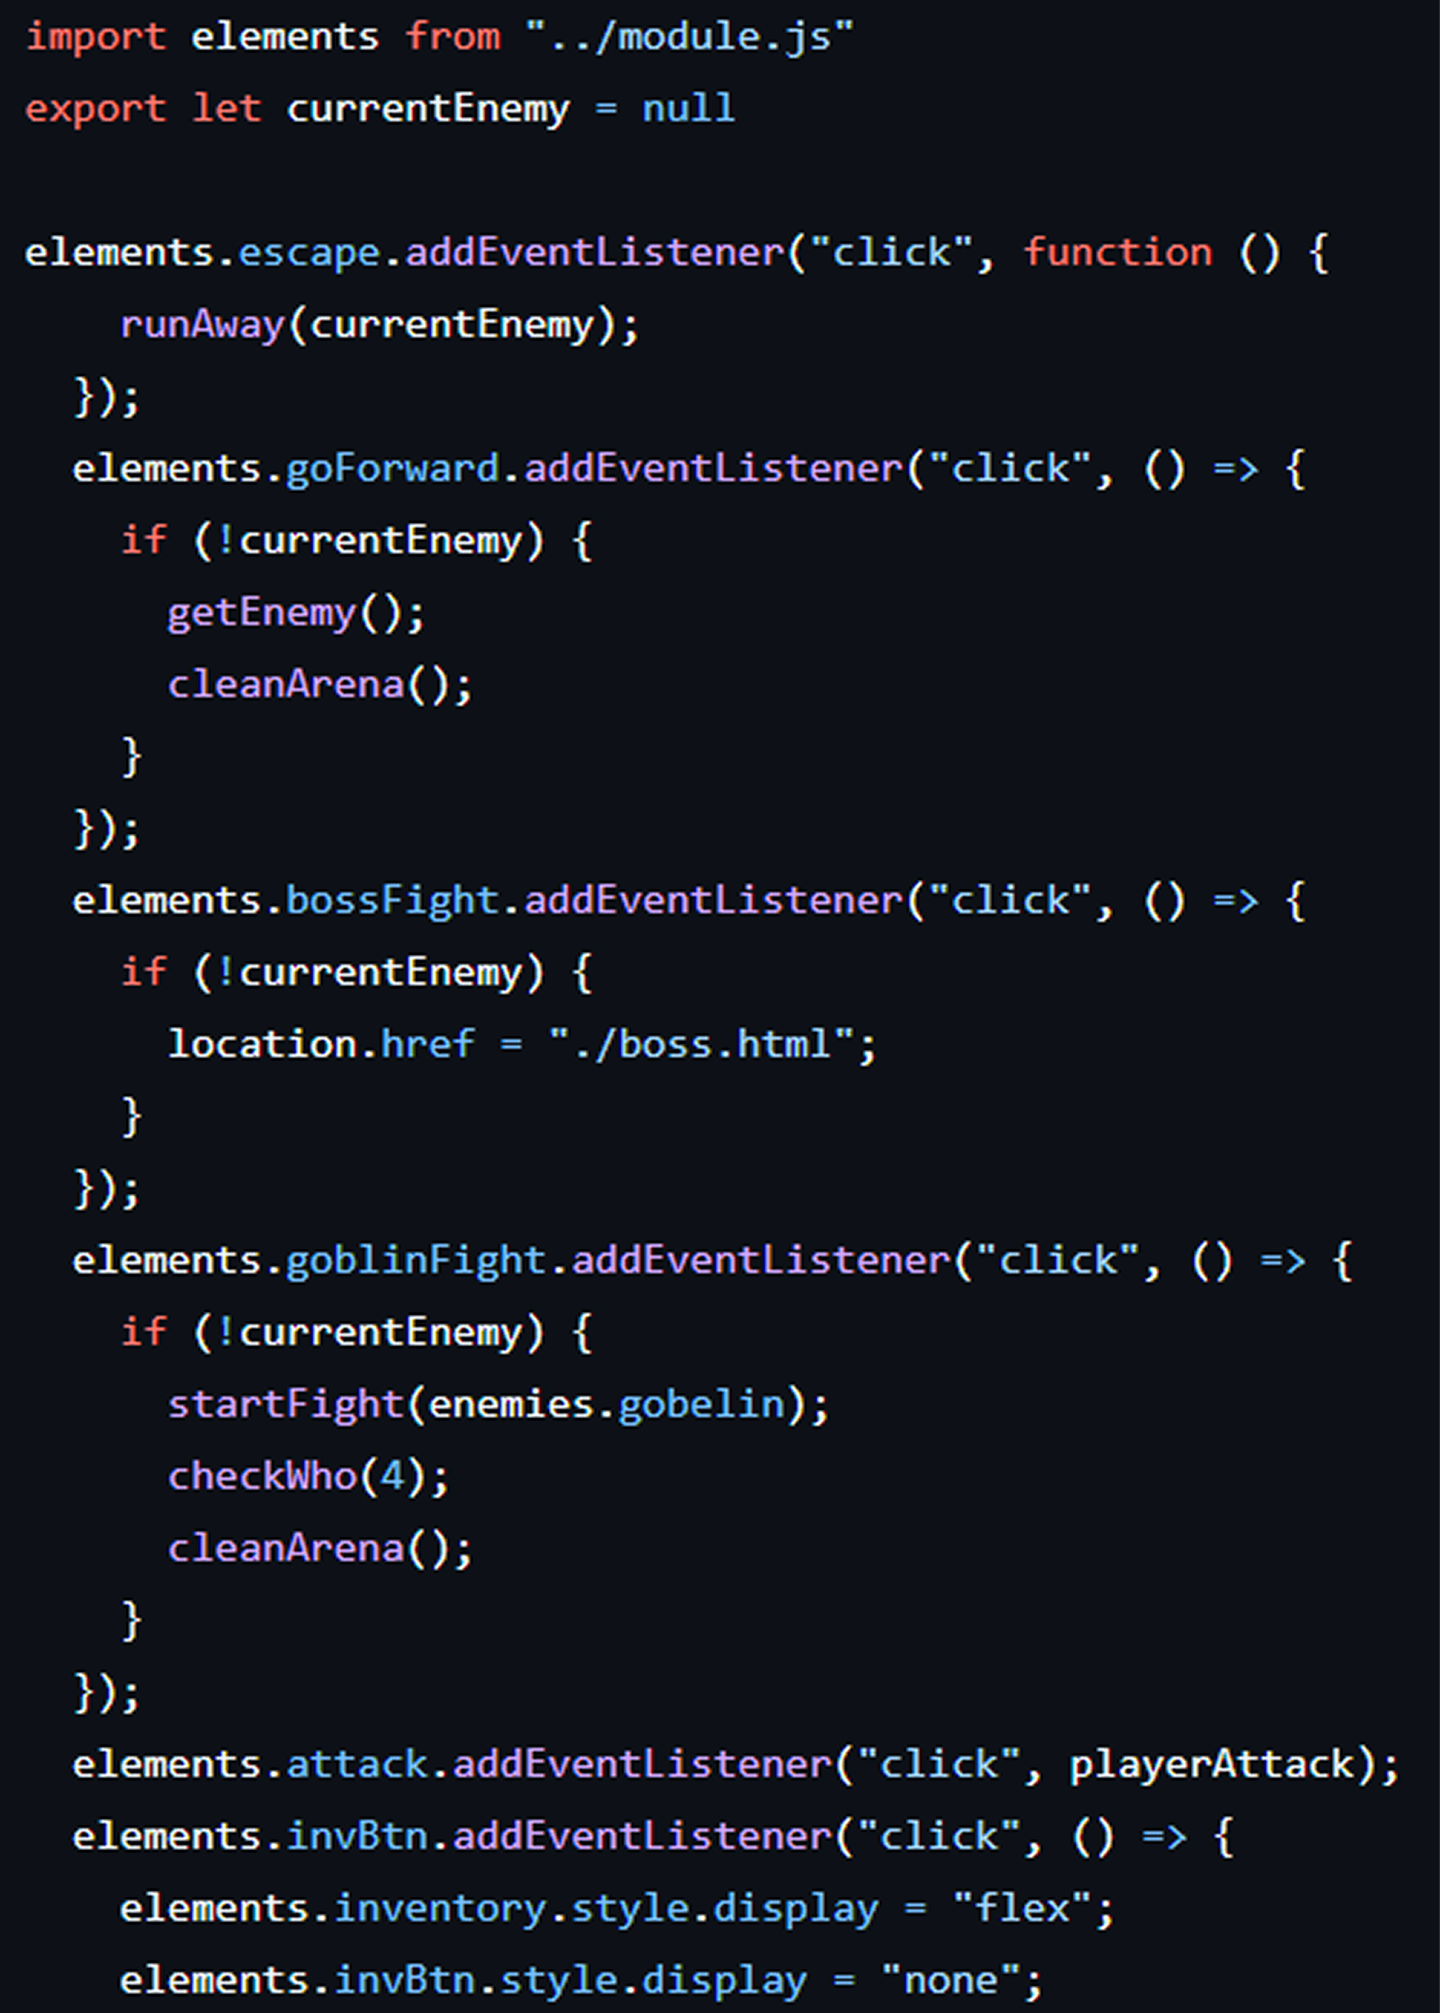 import elements from "../module.js"
export let currentEnemy = null

elements.escape.addEventListener("click", function () {
    runAway(currentEnemy);
  });
  elements.goForward.addEventListener("click", () => {
    if (!currentEnemy) {
      getEnemy();
      cleanArena();
    }
  });
  elements.bossFight.addEventListener("click", () => {
    if (!currentEnemy) {
      location.href = "./boss.html";
    }
  });
  elements.goblinFight.addEventListener("click", () => {
    if (!currentEnemy) {
      startFight(enemies.gobelin);
      checkWho(4);
      cleanArena();
    }
  });
  elements.attack.addEventListener("click", playerAttack);
  elements.invBtn.addEventListener("click", () => {
    elements.inventory.style.display = "flex";
    elements.invBtn.style.display = "none";